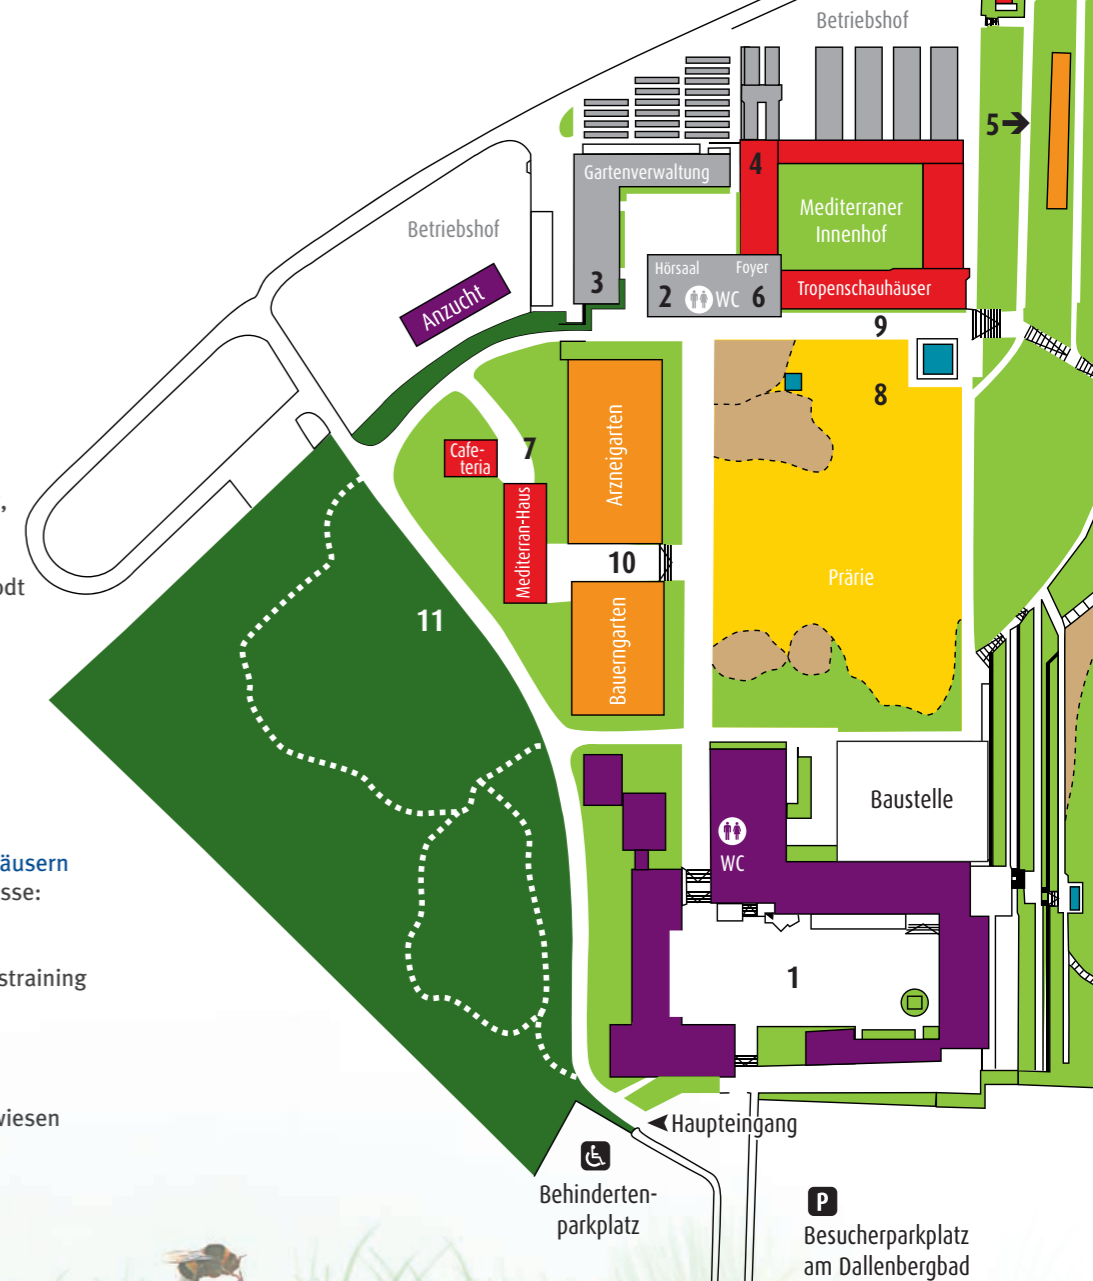 Betriebshof
5
4
Gartenverwaltung
Mediterraner
Innenhof
Betriebshof
Hörsaal
Foyer
3
2
WC
6
Tropenschauhäuser
Anzucht
9
8
Cafe-
teria
7
Arzneigarten
Mediterran-Haus
,
10
Prärie
odt
11
Bauerngarten
Baustelle
WC
äusern
sse:
1
straining
wiesen
Haupteingang
Behinderten-
parkplatz
P
Besucherparkplatz
am Dallenbergbad